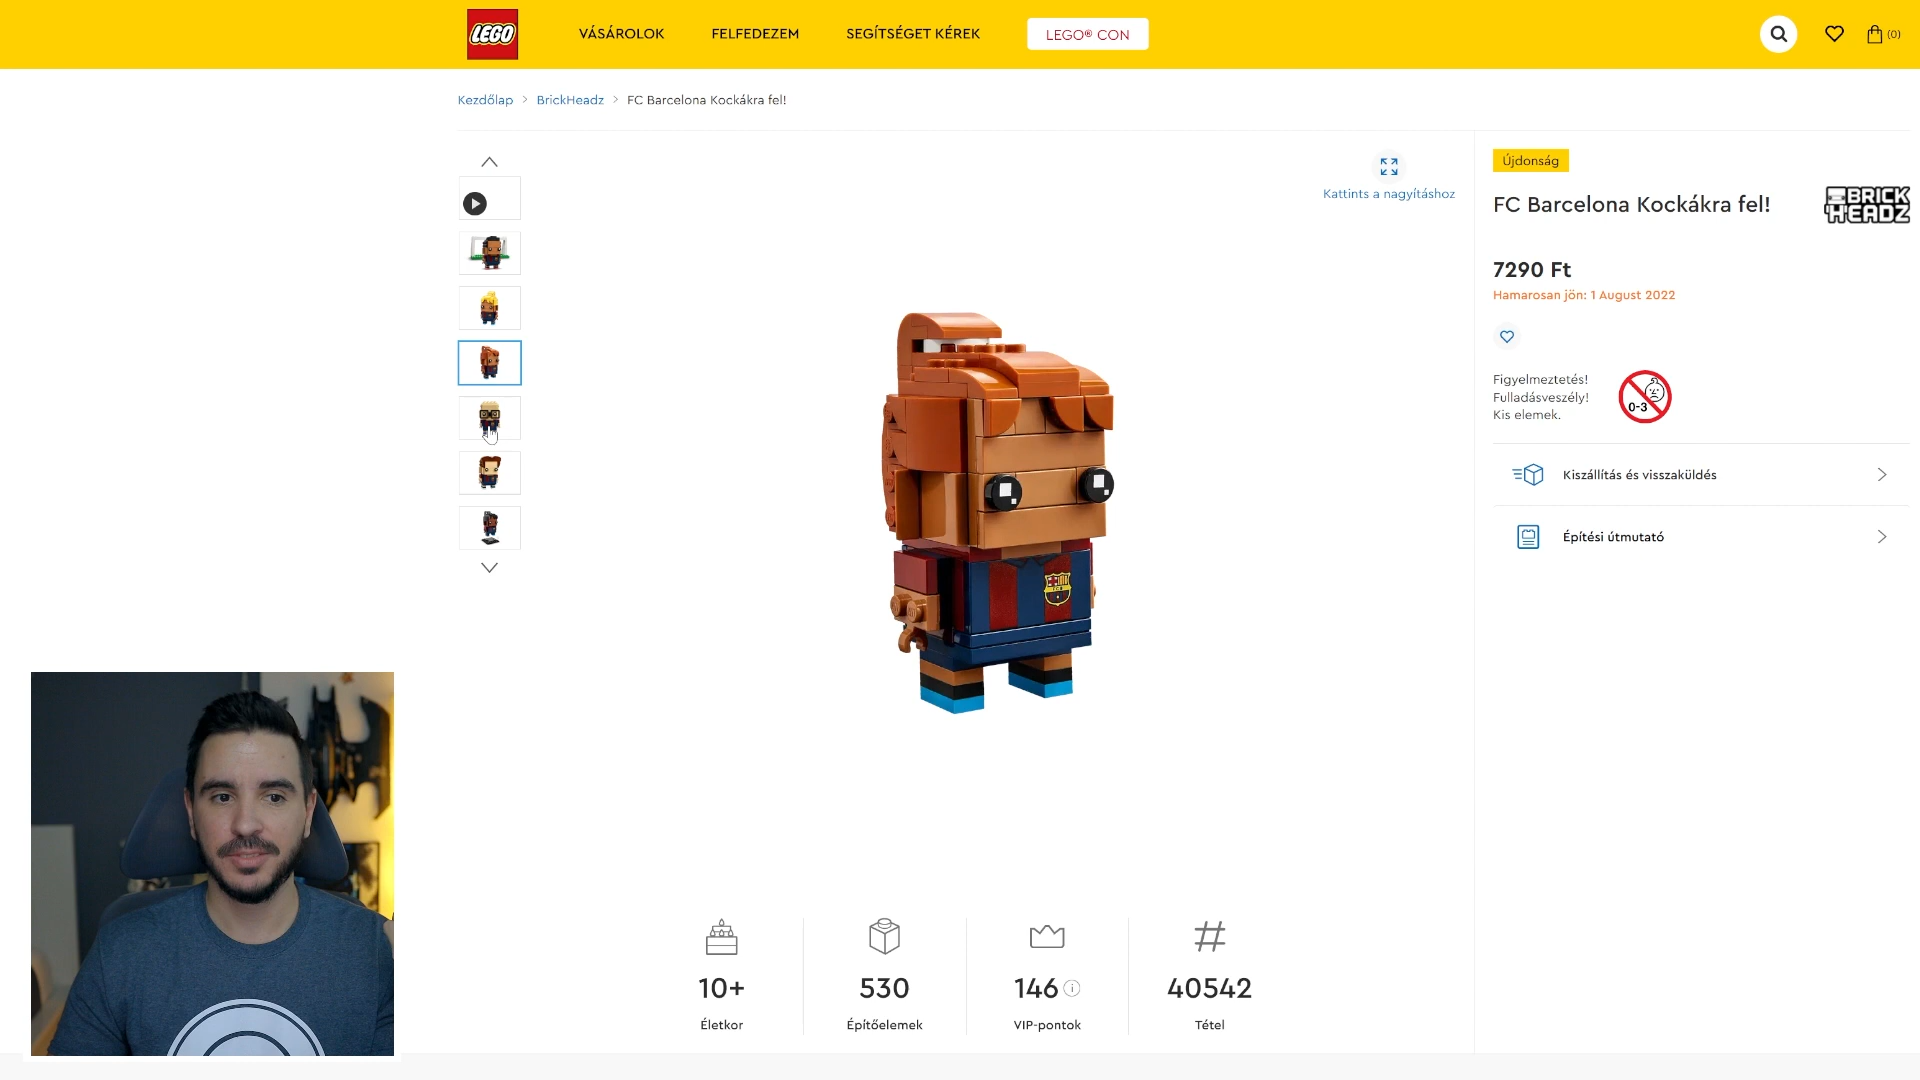 LEGO
VÁSÁROLOK
FELFEDEZEM
SEGÍTSÉGET KÉREK
LEGO® CON
(0)
Kezdőlap > BrickHeadz > FC Barcelona Kockákra fel!
Kattints a nagyításhoz
Újdonság
FC Barcelona Kockákra fel!
BRICK
HEADZ
7290 Ft
Hamarosan jön: 1 August 2022
Figyelmeztetés!
Fulladásveszély!
Kis elemek.
0-3
Kiszállítás és visszaküldés
Építési útmutató
FCB
10+
Életkor
530
Építőelemek
146
VIP-pontok
40542
Tétel